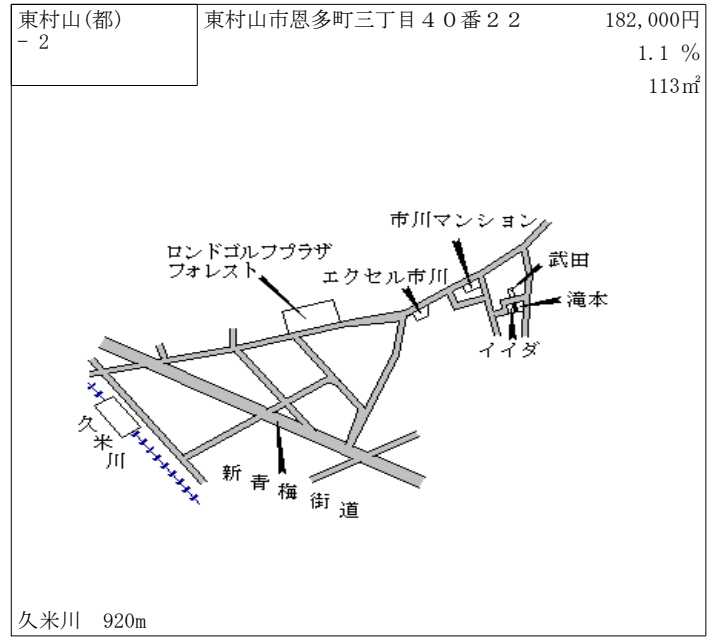 東村山(都)
- 2
東村山市恩多町三丁目４０番２２
182,000円
1.1 %
113㎡
市川マンション
ロンドゴルフプラザ
フォレスト
エクセル市川
武田
滝本
イイダ
久米川
新青梅街道
久米川 920m